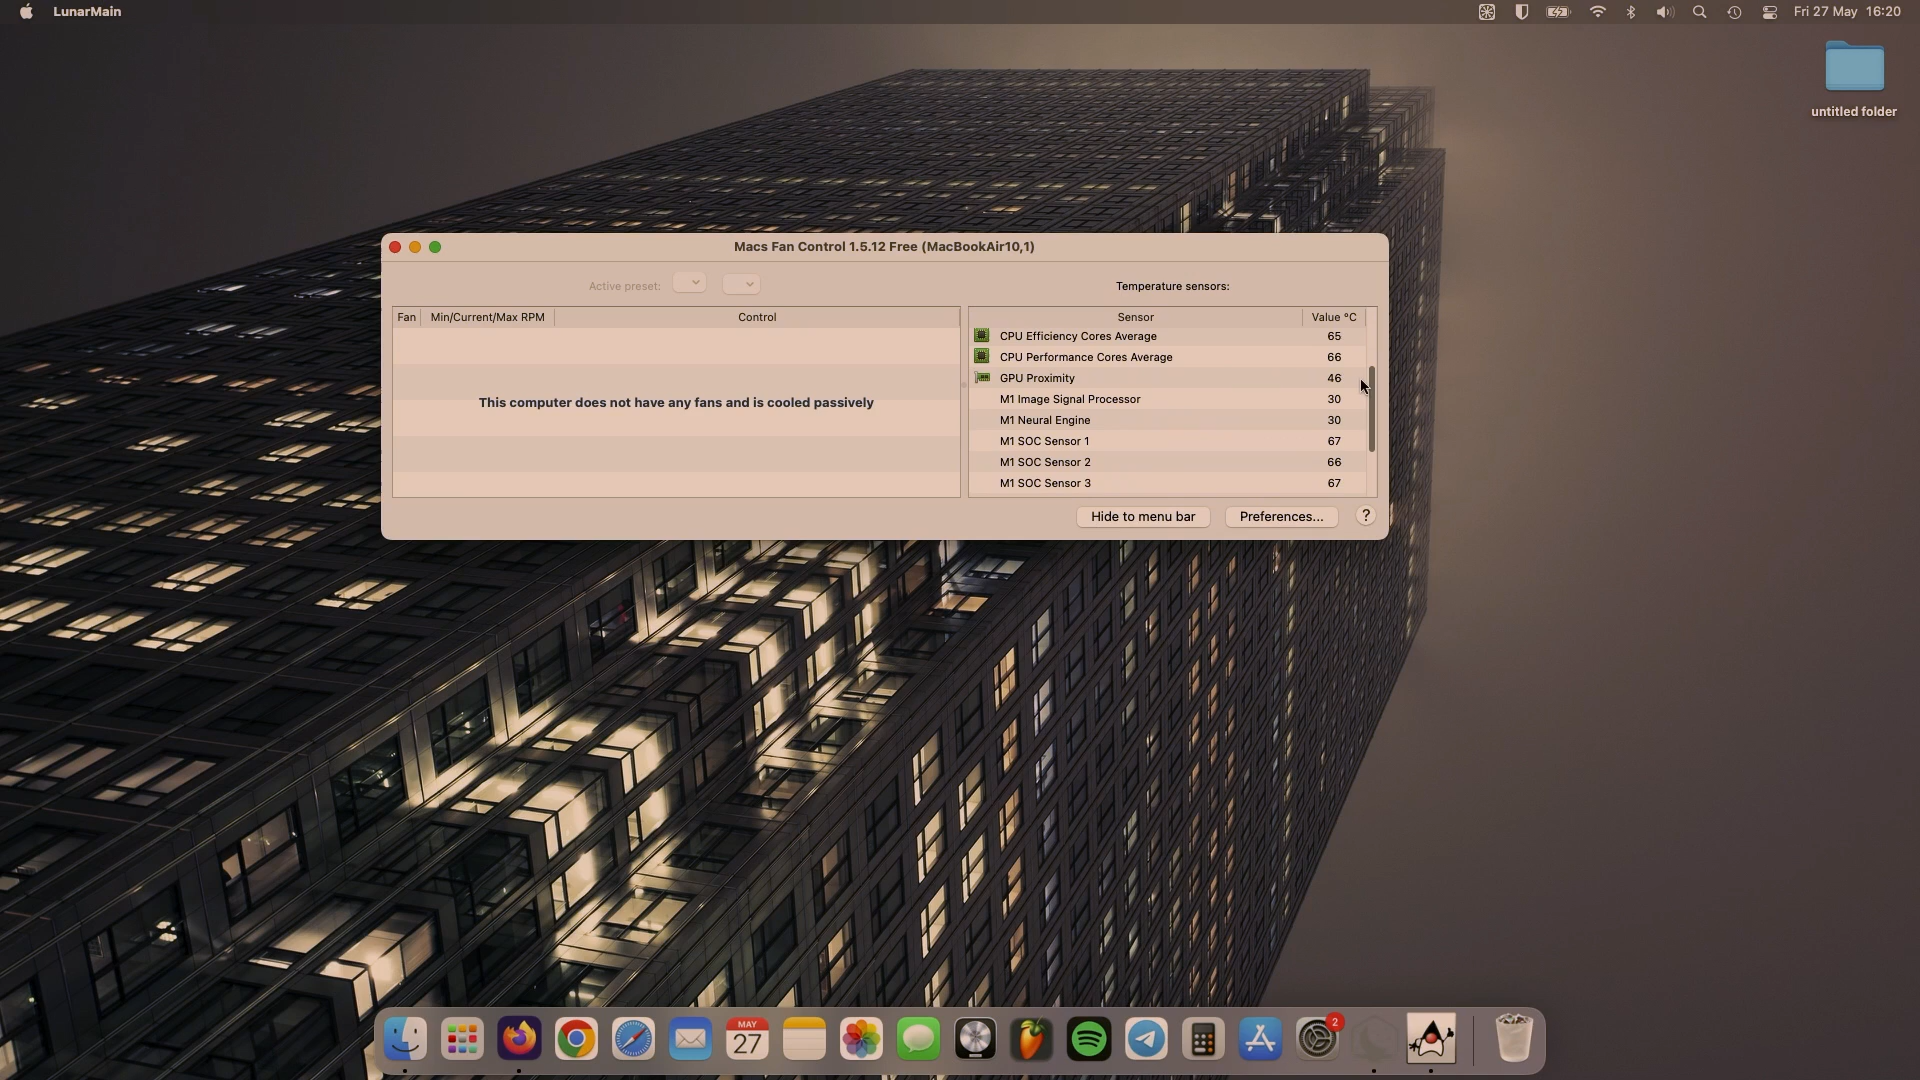 LunarMain
Fri 27 May 16:20
untitled folder
Macs Fan Control 1.5.12 Free (MacBookAir10,1)
Active preset:
Temperature sensors:
Fan Min/Current/Max RPM Control
Sensor Value °C
CPU Efficiency Cores Average 65
CPU Performance Cores Average 66
GPU Proximity 46
M1 Image Signal Processor 30
M1 Neural Engine 30
M1 SOC Sensor 1 67
M1 SOC Sensor 2 66
M1 SOC Sensor 3 67
This computer does not have any fans and is cooled passively
Hide to menu bar Preferences... ?
MAY
27
2